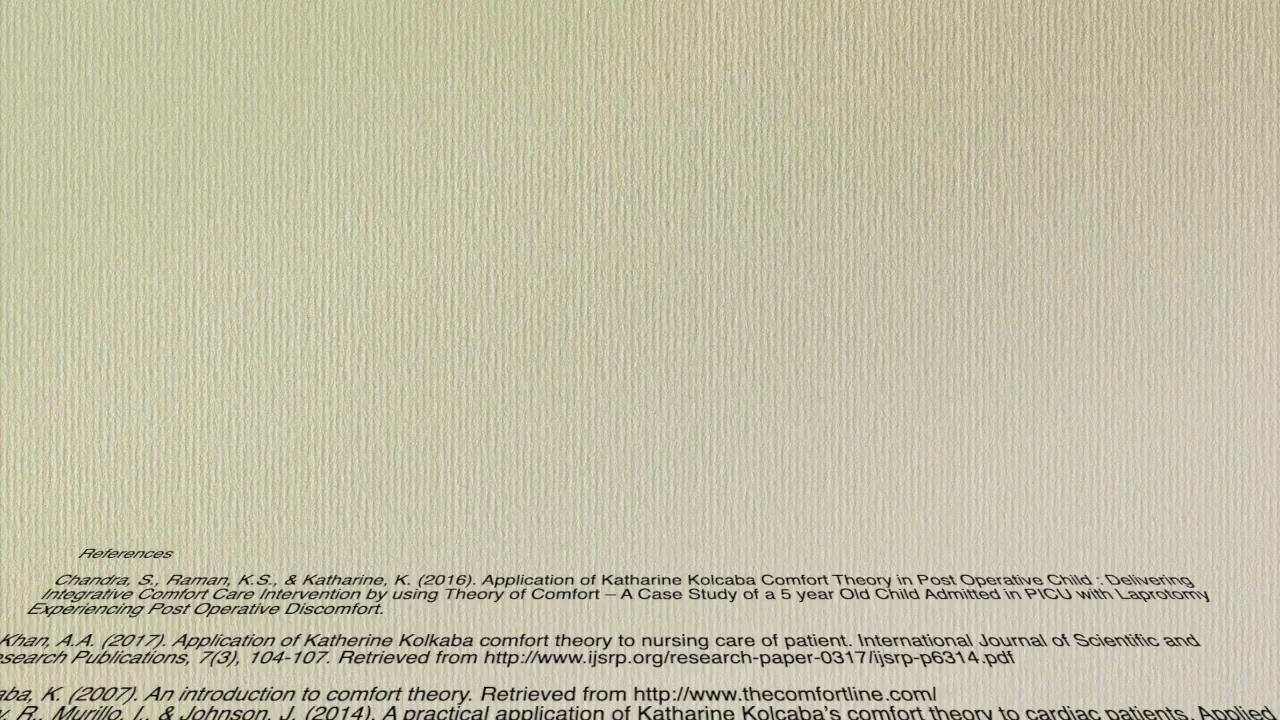 References
Chandra, S., Raman, K.S., & Katharine, K. (2016). Application of Katharine Kolcaba Comfort Theory in Post Operative Child : Delivering
Integrative Comfort Care Intervention by using Theory of Comfort – A Case Study of a 5 year Old Child Admitted in PICU with Laprotomy
Experiencing Post Operative Discomfort.
Khan, A.A. (2017). Application of Katherine Kolkaba comfort theory to nursing care of patient. International Journal of Scientific and
esearch Publications, 7(3), 104-107. Retrieved from http://www.ijsrp.org/research-paper-0317/ijsrp-p6314.pdf
aba, K. (2007). An introduction to comfort theory. Retrieved from http://www.thecomfortline.com/
, R., Murillo, I., & Johnson, J. (2014). A practical application of Katharine Kolcaba's comfort theory to cardiac patients. Applied